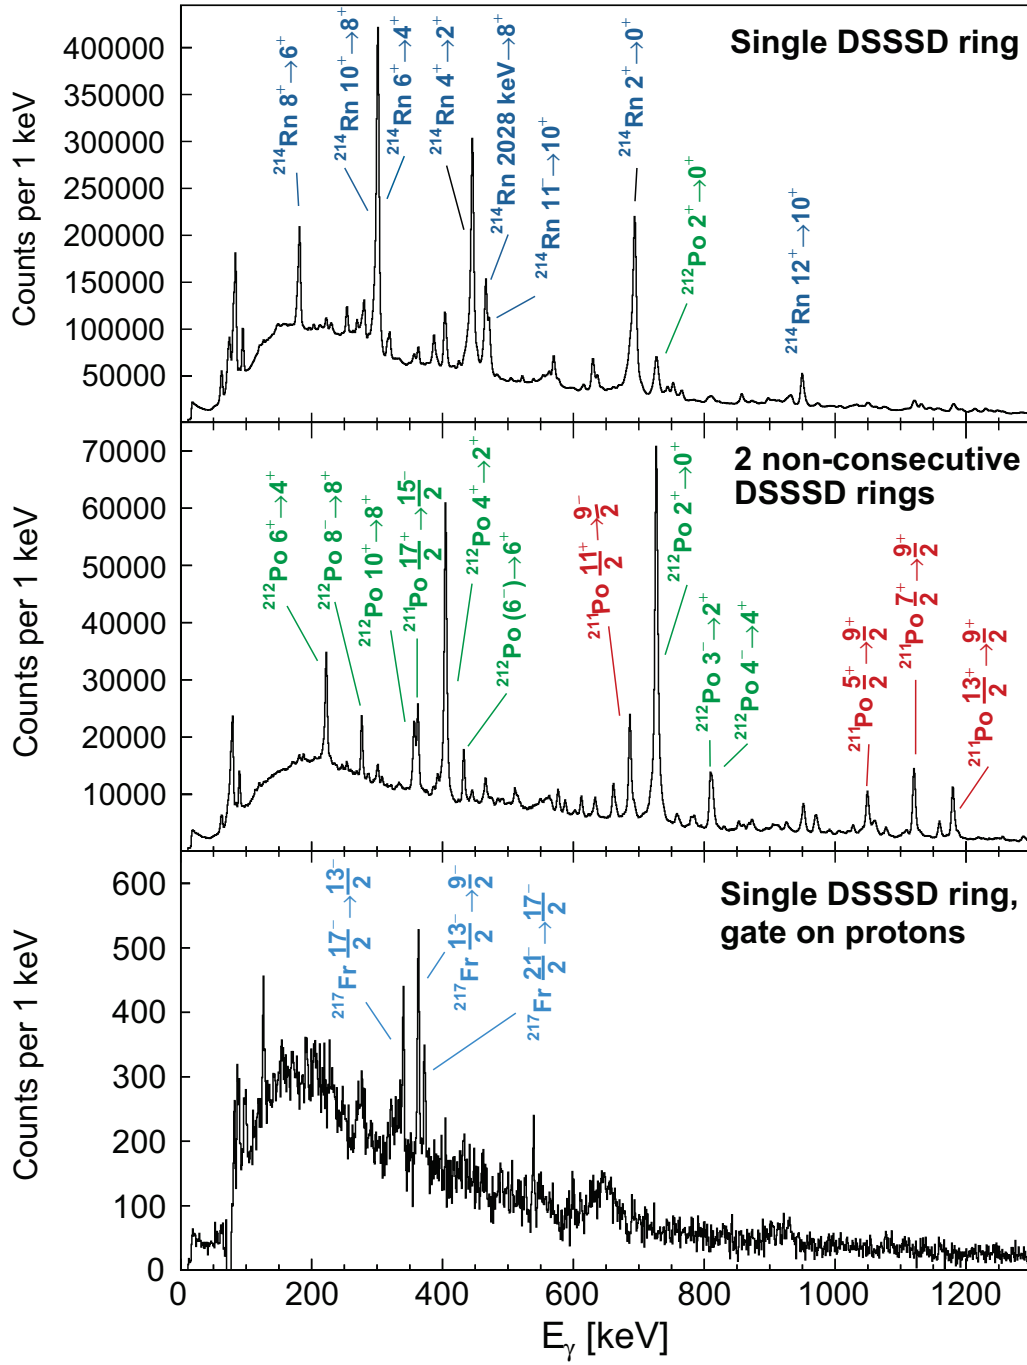 Single DSSSD ring
Counts per 1 keV
400000
350000
300000
250000
200000
150000
100000
50000
²¹⁴Rn 8⁺→6⁺
²¹⁴Rn 10⁺→8⁺
²¹⁴Rn 6⁺→4⁺
²¹⁴Rn 4⁺→2⁺
²¹⁴Rn 2028 keV→8⁺
²¹⁴Rn 11⁻→10⁺
²¹⁴Rn 2⁺→0⁺
²¹²Po 2⁺→0⁺
²¹⁴Rn 12⁺→10⁺
2 non-consecutive
DSSSD rings
Counts per 1 keV
70000
60000
50000
40000
30000
20000
10000
²¹²Po 6⁺→4⁺
²¹²Po 8⁻→8⁺
²¹²Po 10⁺→8⁺
²¹¹Po 17⁺/2→15⁻/2
²¹²Po 4⁺→2⁺
²¹²Po (6⁻)→6⁺
²¹¹Po 11⁺/2→9⁻/2
²¹²Po 2⁺→0⁺
²¹²Po 3⁻→2⁺
²¹²Po 4⁻→4⁺
²¹¹Po 5⁺/2→9⁺/2
²¹¹Po 7⁺/2→9⁺/2
²¹¹Po 13⁺/2→9⁺/2
Single DSSSD ring,
gate on protons
Counts per 1 keV
600
500
400
300
200
100
0
²¹⁷Fr 17⁻/2→13⁻/2
²¹⁷Fr 13⁻/2→9⁻/2
²¹⁷Fr 21⁻/2→17⁻/2
0 200 400 600 800 1000 1200
E_γ [keV]